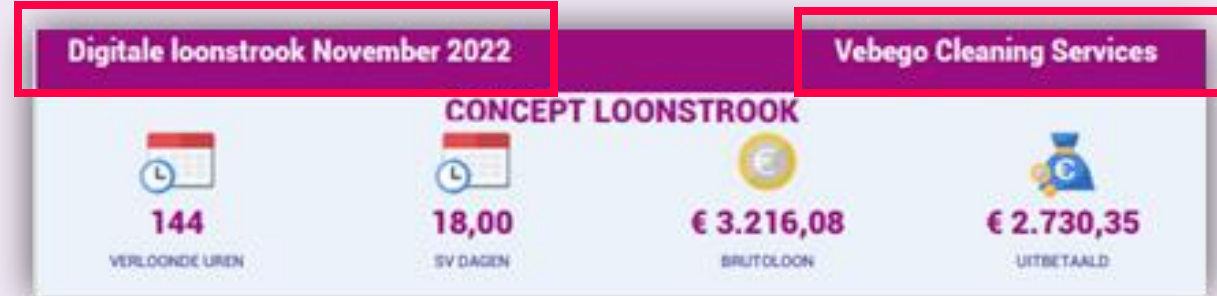 Digitale loonstrook November 2022 Vebego Cleaning Services
CONCEPT LOONSTROOK
144 18,00 € 3.216,08 € 2.730,35
VERLOONDE UREN SV DAGEN BRUTOLOON UITBETAALD